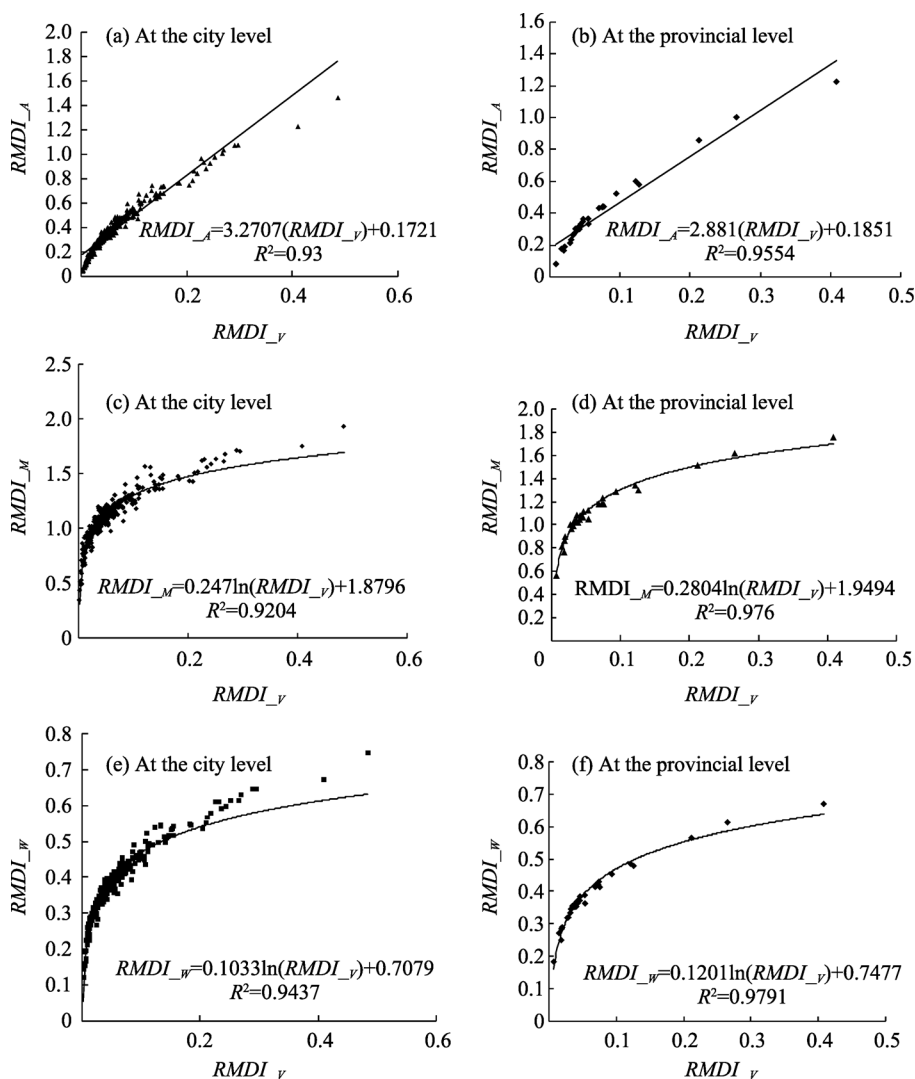 (a) At the city level
2.0
1.8
1.6
1.4
1.2
1.0
0.8
0.6
0.4
0.2
0
RMDI_A
RMDI_A=3.2707(RMDI_V)+0.1721
R²=0.93
0.2 0.4 0.6
RMDI_V
(b) At the provincial level
1.6
1.4
1.2
1.0
0.8
0.6
0.4
0.2
0
RMDI_A
RMDI_A=2.881(RMDI_V)+0.1851
R²=0.9554
0.1 0.2 0.3 0.4 0.5
RMDI_V
(c) At the city level
2.5
2.0
1.5
1.0
0.5
0
RMDI_M
RMDI_M=0.247ln(RMDI_V)+1.8796
R²=0.9204
0.2 0.4 0.6
RMDI_V
(d) At the provincial level
2.0
1.8
1.6
1.4
1.2
1.0
0.8
0.6
0.4
0.2
RMDI_M
RMDI_M=0.2804ln(RMDI_V)+1.9494
R²=0.976
0 0.1 0.2 0.3 0.4 0.5
RMDI_V
(e) At the city level
0.8
0.7
0.6
0.5
0.4
0.3
0.2
0.1
0
RMDI_W
RMDI_W=0.1033ln(RMDI_V)+0.7079
R²=0.9437
0.2 0.4 0.6
RMDI_V
(f) At the provincial level
0.8
0.7
0.6
0.5
0.4
0.3
0.2
0.1
0
RMDI_W
RMDI_W=0.1201ln(RMDI_V)+0.7477
R²=0.9791
0.1 0.2 0.3 0.4 0.5
RMDI_V